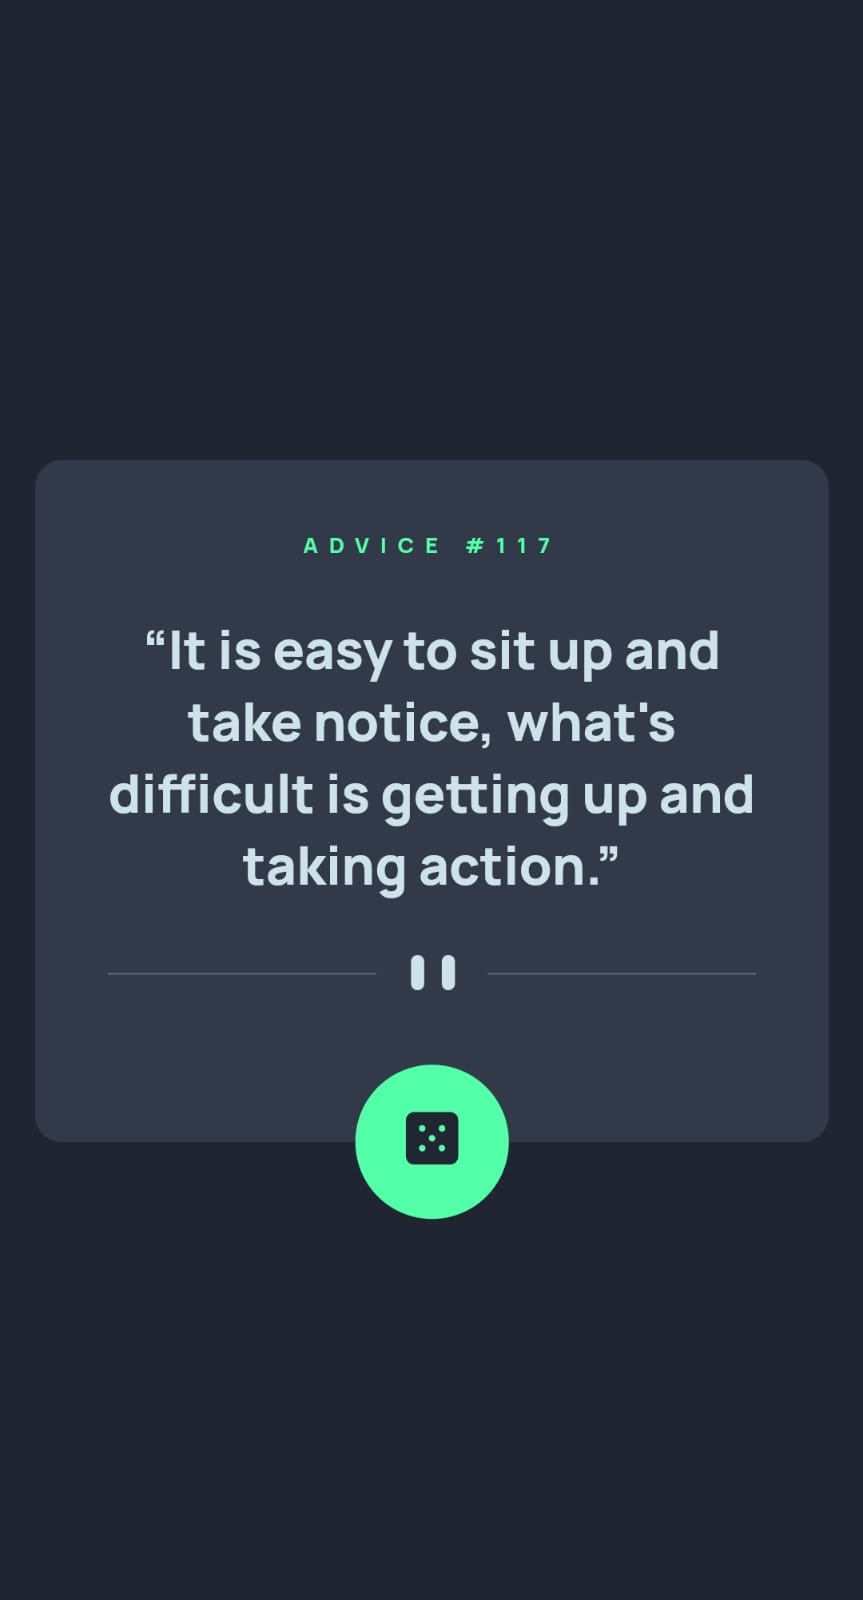 ADVICE #117
“It is easy to sit up and
take notice, what's
difficult is getting up and
taking action.”